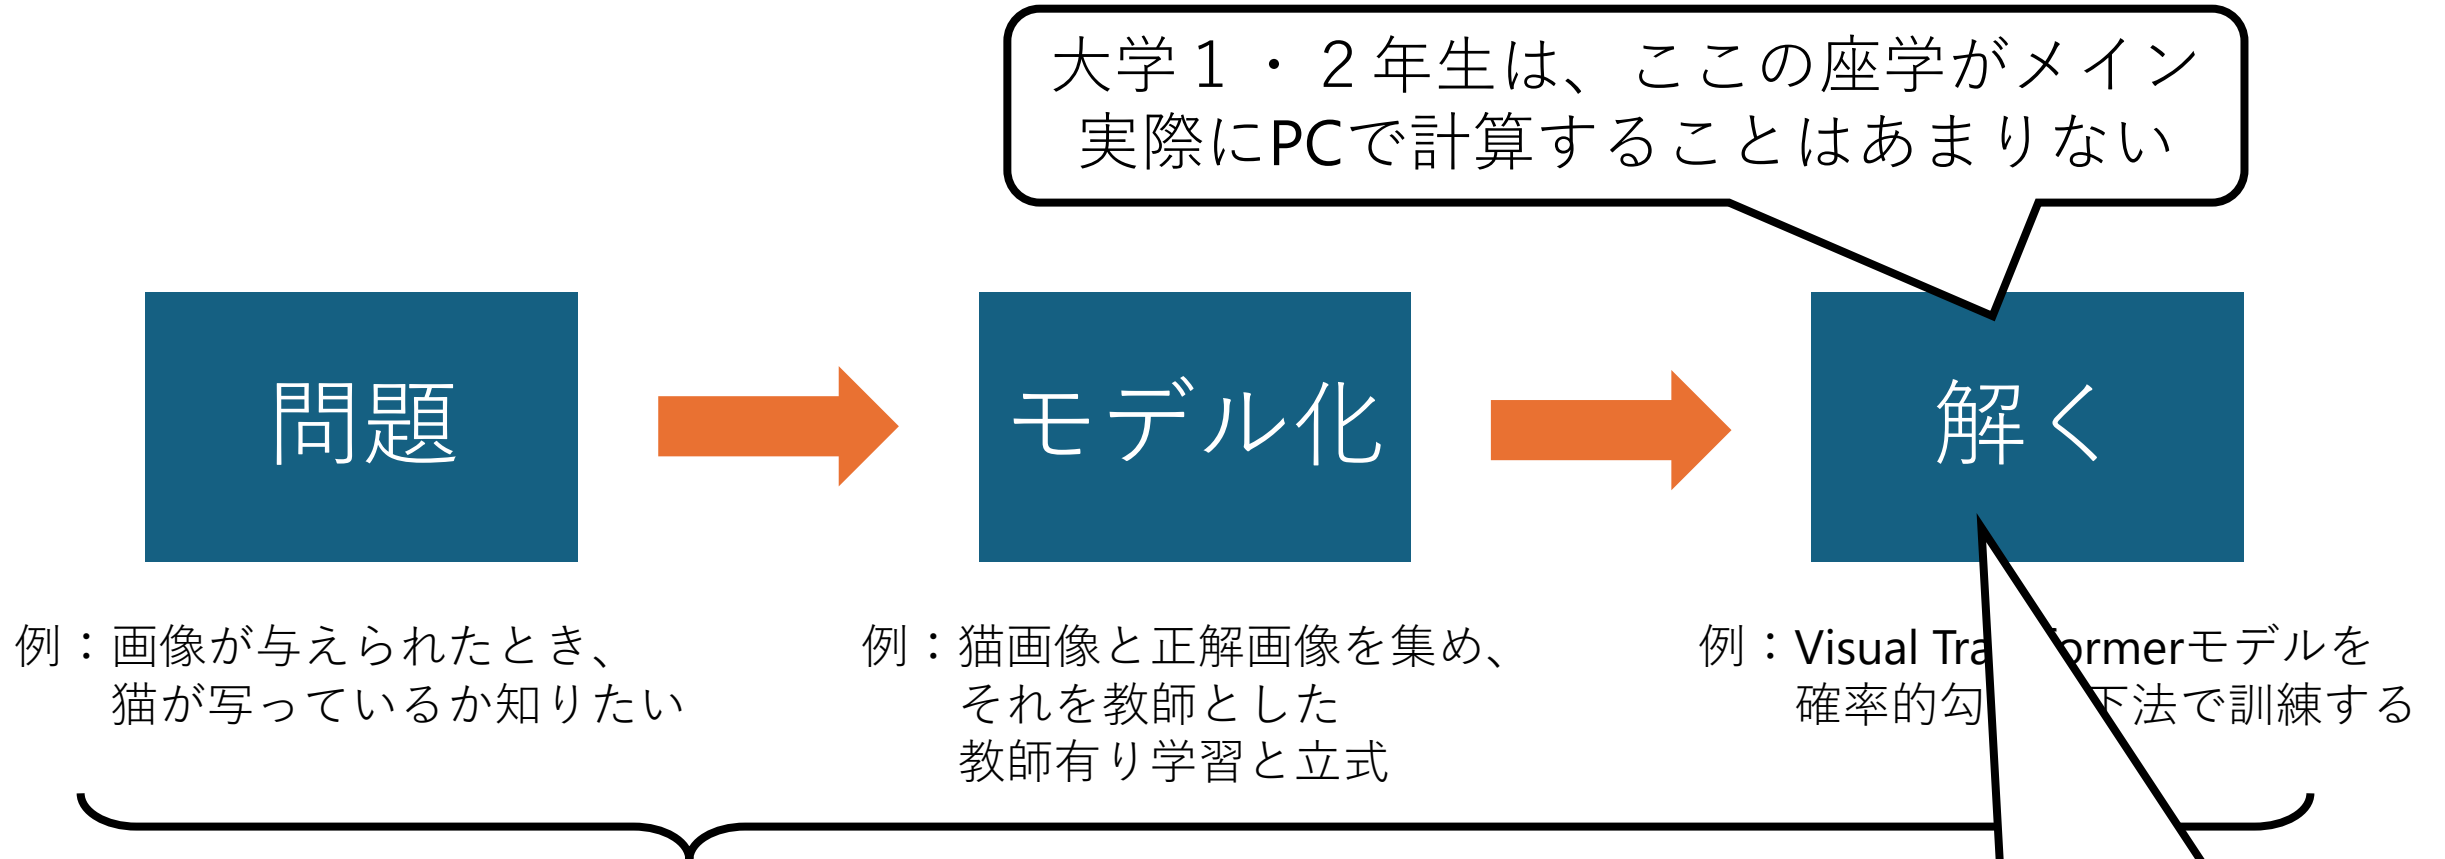 大学１・２年生は、ここの座学がメイン
実際にPCで計算することはあまりない
問題
モデル化
解く
例：画像が与えられたとき、
猫が写っているか知りたい
例：猫画像と正解画像を集め、
それを教師とした
教師有り学習と立式
例：Visual Tra ormerモデルを
確率的勾 下法で訓練する